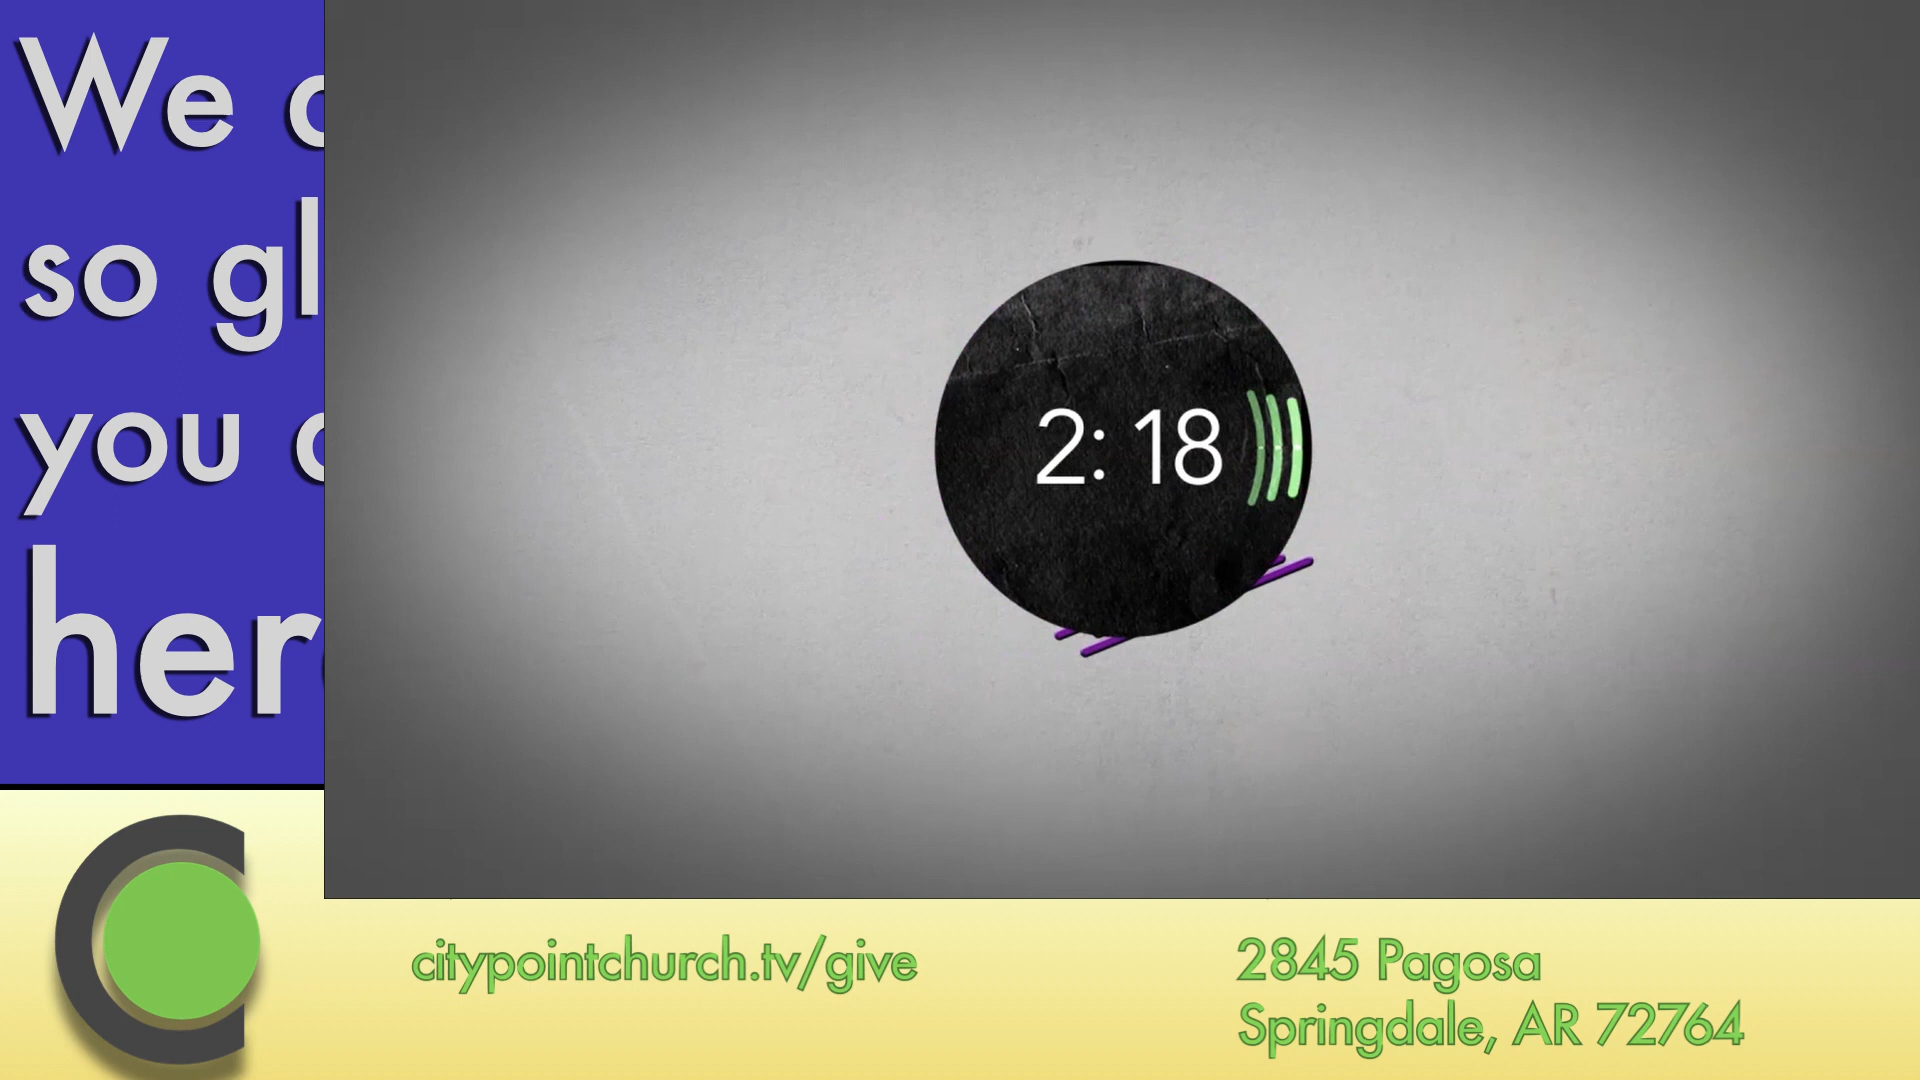 We
so gl
you
her
2: 18
citypointchurch.tv/give
2845 Pagosa
Springdale, AR 72764